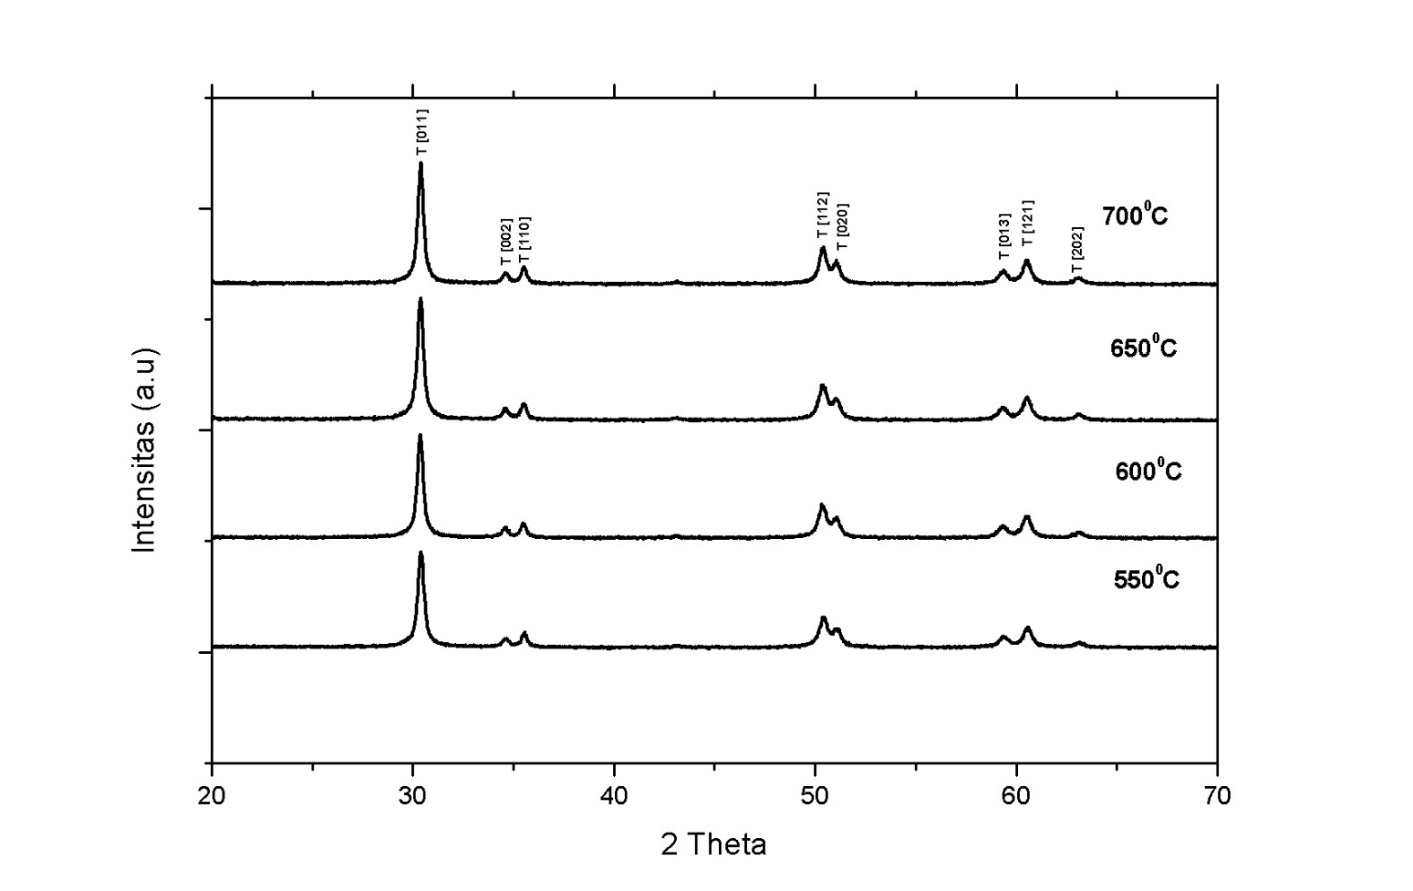 T [011]
T [002]
T [110]
T [112]
T [020]
T [013]
T [121]
T [202]
700⁰C
650⁰C
600⁰C
550⁰C
Intensitas (a.u)
20 30 40 50 60 70
2 Theta